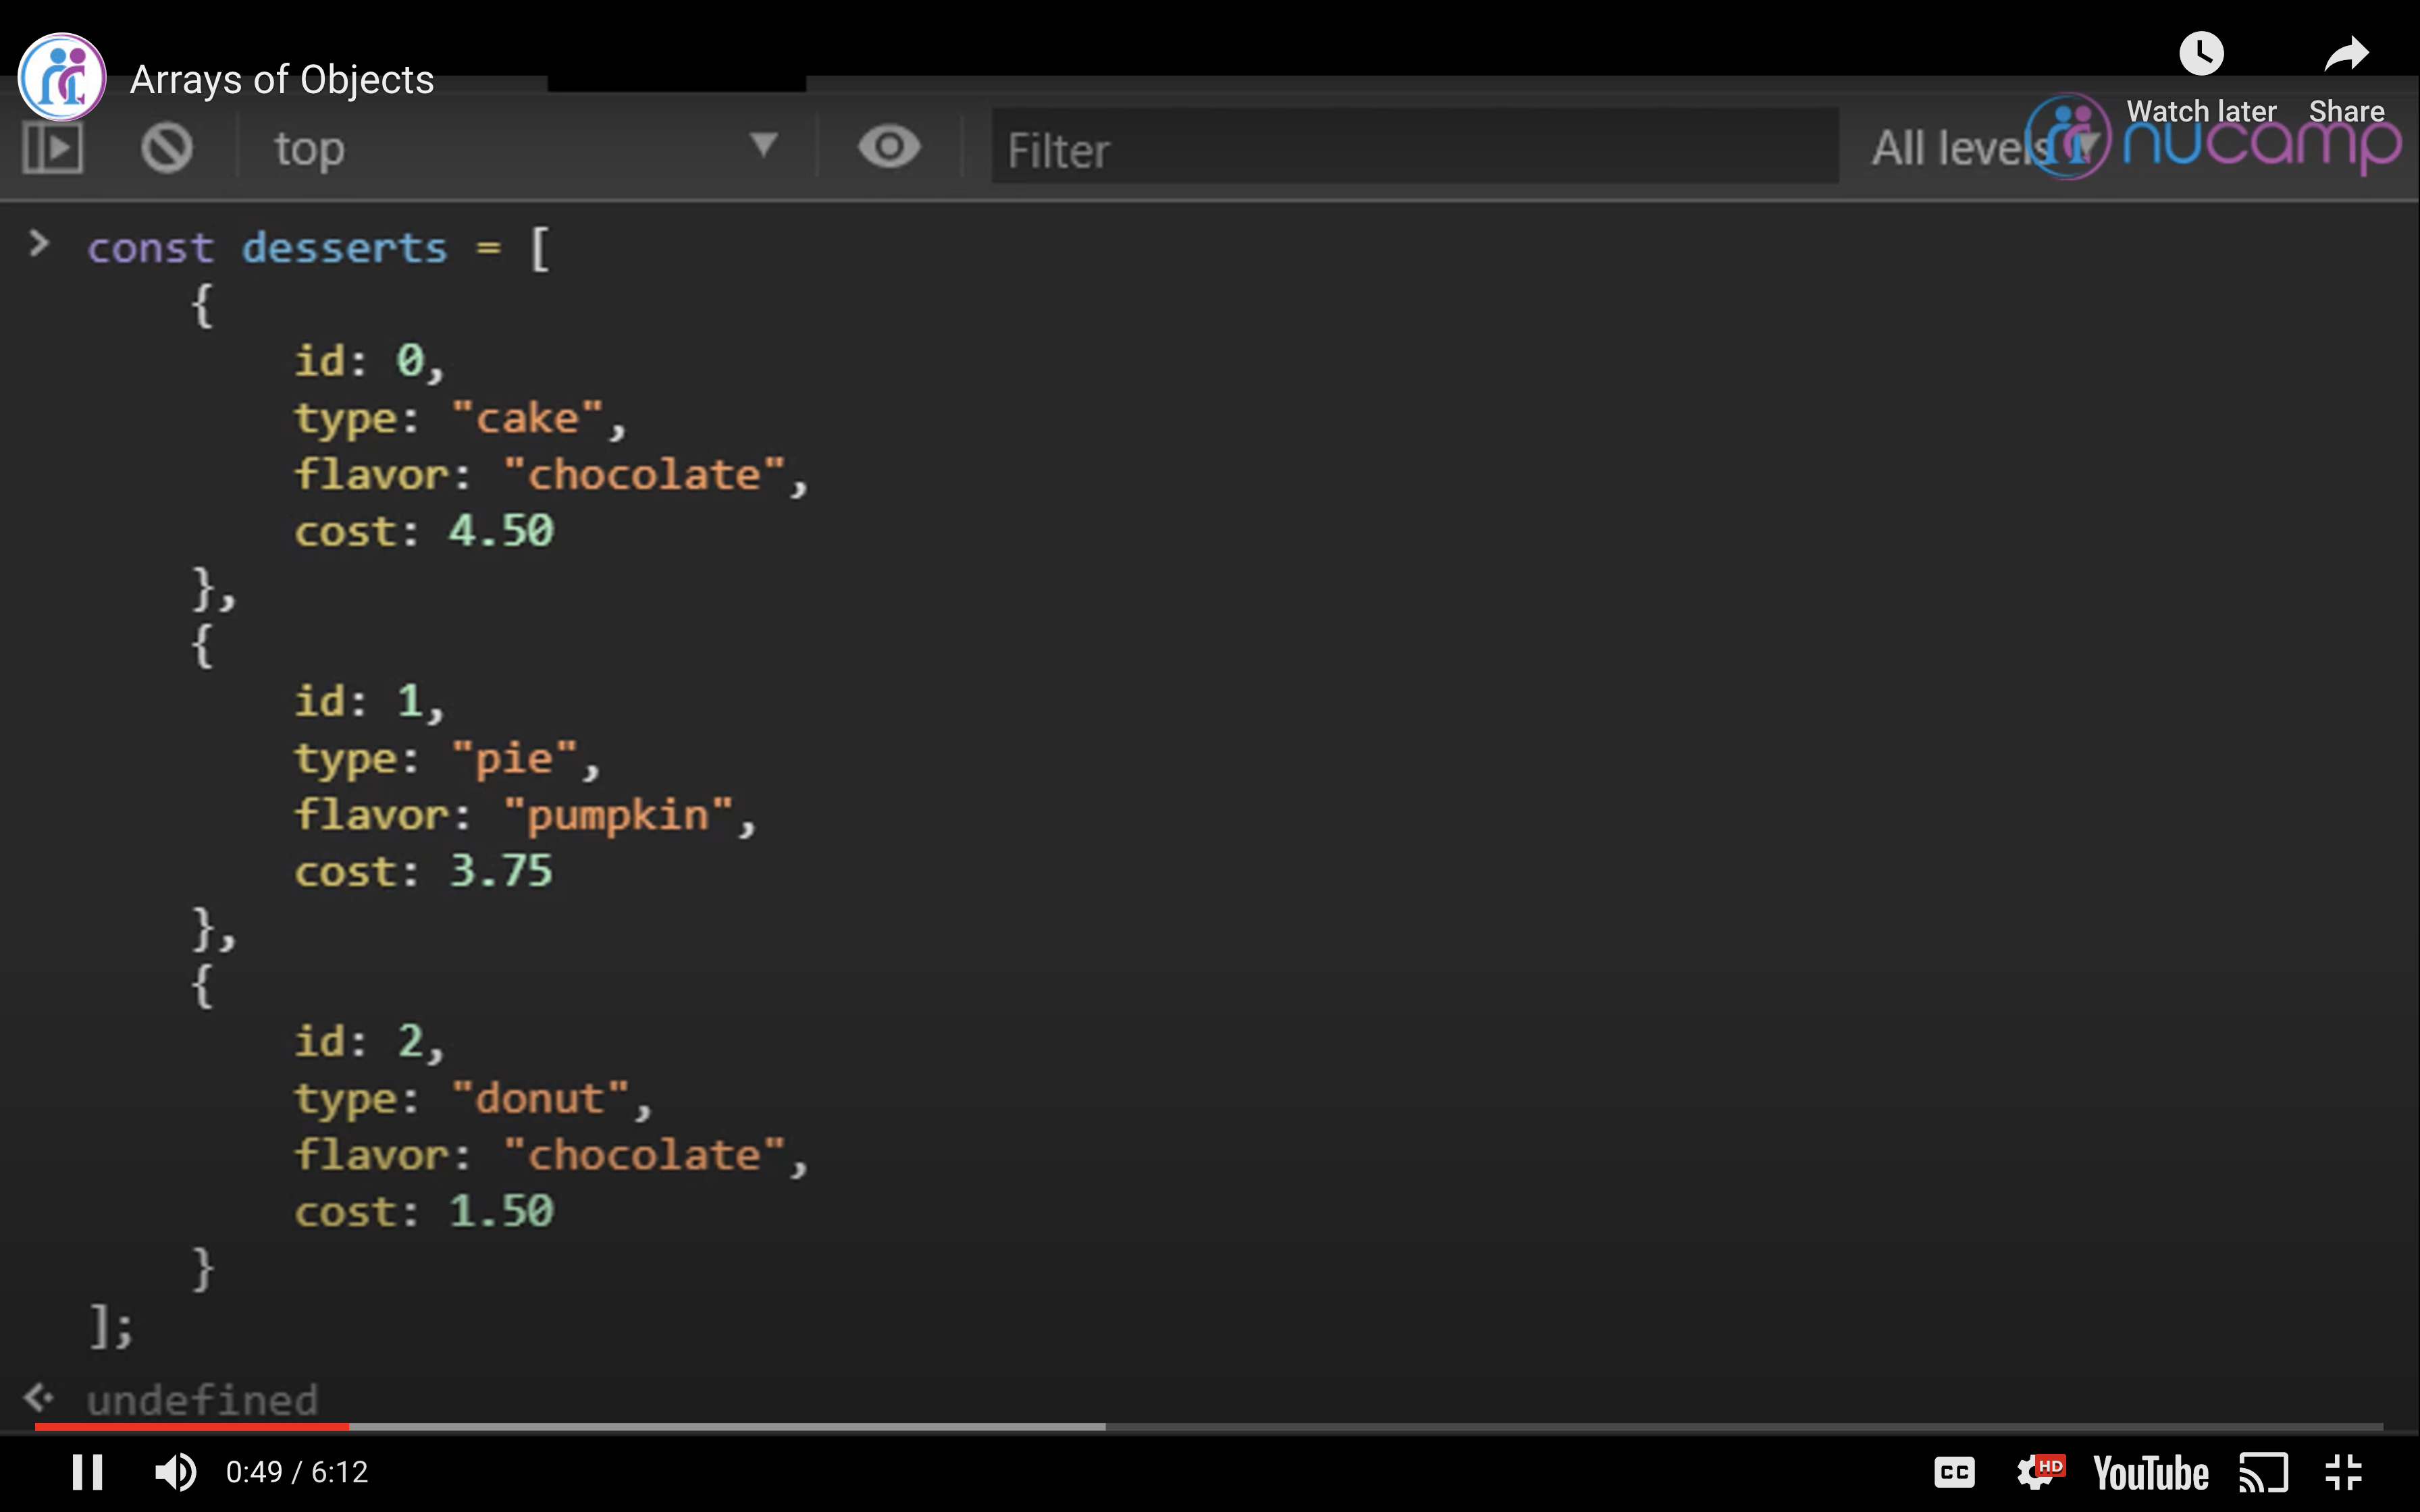 Arrays of Objects
Watch later Share
top Filter All levels nucamp
const desserts = [
{
id: 0,
type: "cake",
flavor: "chocolate",
cost: 4.50
},
{
id: 1,
type: "pie",
flavor: "pumpkin",
cost: 3.75
},
{
id: 2,
type: "donut",
flavor: "chocolate",
cost: 1.50
}
];
undefined
0:49 / 6:12 CC HD YouTube